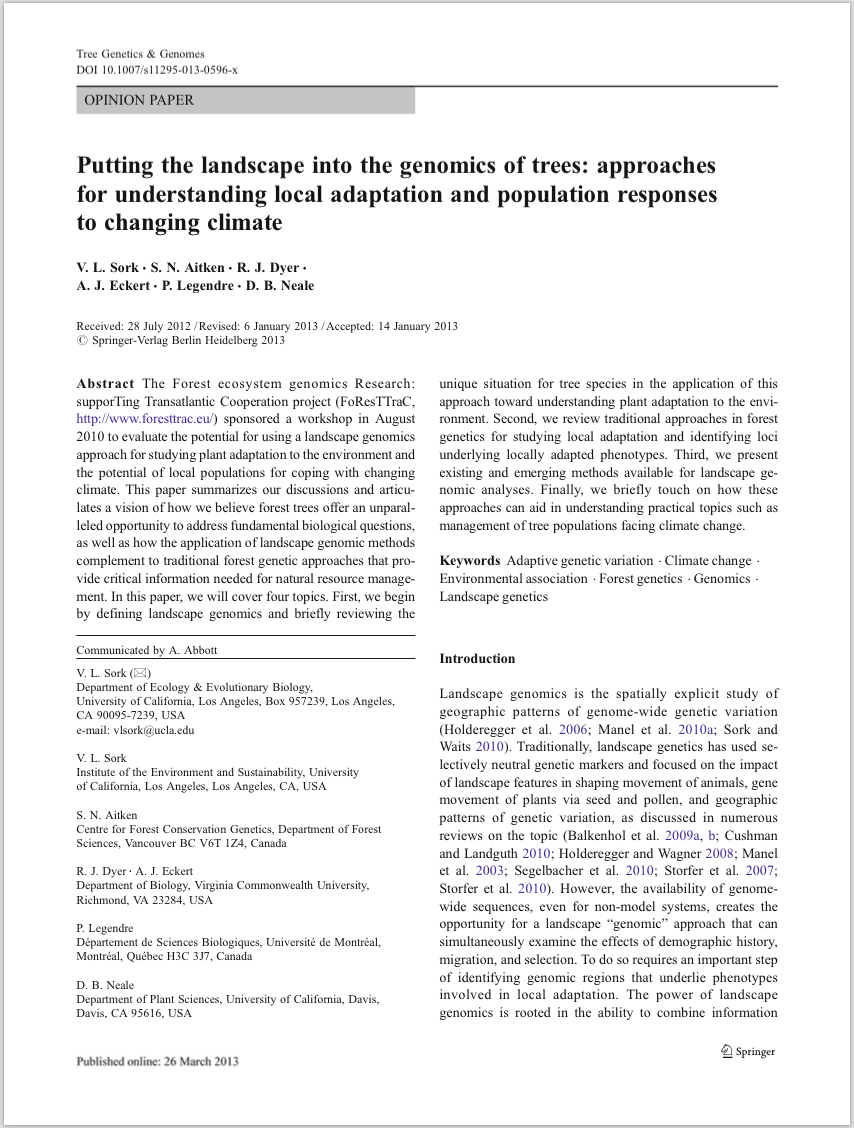 Tree Genetics & Genomes
DOI 10.1007/s11295-013-0596-x
OPINION PAPER
Putting the landscape into the genomics of trees: approaches
for understanding local adaptation and population responses
to changing climate
V. L. Sork · S. N. Aitken · R. J. Dyer ·
A. J. Eckert · P. Legendre · D. B. Neale
Received: 28 July 2012 / Revised: 6 January 2013 / Accepted: 14 January 2013
© Springer-Verlag Berlin Heidelberg 2013
Abstract The Forest ecosystem genomics Research:
supporTing Transatlantic Cooperation project (FoResTTraC,
http://www.foresttrac.eu/) sponsored a workshop in August
2010 to evaluate the potential for using a landscape genomics
approach for studying plant adaptation to the environment and
the potential of local populations for coping with changing
climate. This paper summarizes our discussions and articu-
lates a vision of how we believe forest trees offer an unparal-
leled opportunity to address fundamental biological questions,
as well as how the application of landscape genomic methods
complement to traditional forest genetic approaches that pro-
vide critical information needed for natural resource manage-
ment. In this paper, we will cover four topics. First, we begin
by defining landscape genomics and briefly reviewing the
unique situation for tree species in the application of this
approach toward understanding plant adaptation to the envi-
ronment. Second, we review traditional approaches in forest
genetics for studying local adaptation and identifying loci
underlying locally adapted phenotypes. Third, we present
existing and emerging methods available for landscape ge-
nomic analyses. Finally, we briefly touch on how these
approaches can aid in understanding practical topics such as
management of tree populations facing climate change.
Keywords Adaptive genetic variation · Climate change ·
Environmental association · Forest genetics · Genomics ·
Landscape genetics
Communicated by A. Abbott
V. L. Sork (✉)
Department of Ecology & Evolutionary Biology,
University of California, Los Angeles, Box 957239, Los Angeles,
CA 90095-7239, USA
e-mail: vlsork@ucla.edu
V. L. Sork
Institute of the Environment and Sustainability, University
of California, Los Angeles, Los Angeles, CA, USA
S. N. Aitken
Centre for Forest Conservation Genetics, Department of Forest
Sciences, Vancouver BC V6T 1Z4, Canada
R. J. Dyer · A. J. Eckert
Department of Biology, Virginia Commonwealth University,
Richmond, VA 23284, USA
P. Legendre
Département de Sciences Biologiques, Université de Montréal,
Montréal, Québec H3C 3J7, Canada
D. B. Neale
Department of Plant Sciences, University of California, Davis,
Davis, CA 95616, USA
Introduction
Landscape genomics is the spatially explicit study of
geographic patterns of genome-wide genetic variation
(Holderegger et al. 2006; Manel et al. 2010a; Sork and
Waits 2010). Traditionally, landscape genetics has used se-
lectively neutral genetic markers and focused on the impact
of landscape features in shaping movement of animals, gene
movement of plants via seed and pollen, and geographic
patterns of genetic variation, as discussed in numerous
reviews on the topic (Balkenhol et al. 2009a, b; Cushman
and Landguth 2010; Holderegger and Wagner 2008; Manel
et al. 2003; Segelbacher et al. 2010; Storfer et al. 2007;
Storfer et al. 2010). However, the availability of genome-
wide sequences, even for non-model systems, creates the
opportunity for a landscape “genomic” approach that can
simultaneously examine the effects of demographic history,
migration, and selection. To do so requires an important step
of identifying genomic regions that underlie phenotypes
involved in local adaptation. The power of landscape
genomics is rooted in the ability to combine information
Published online: 26 March 2013
Springer